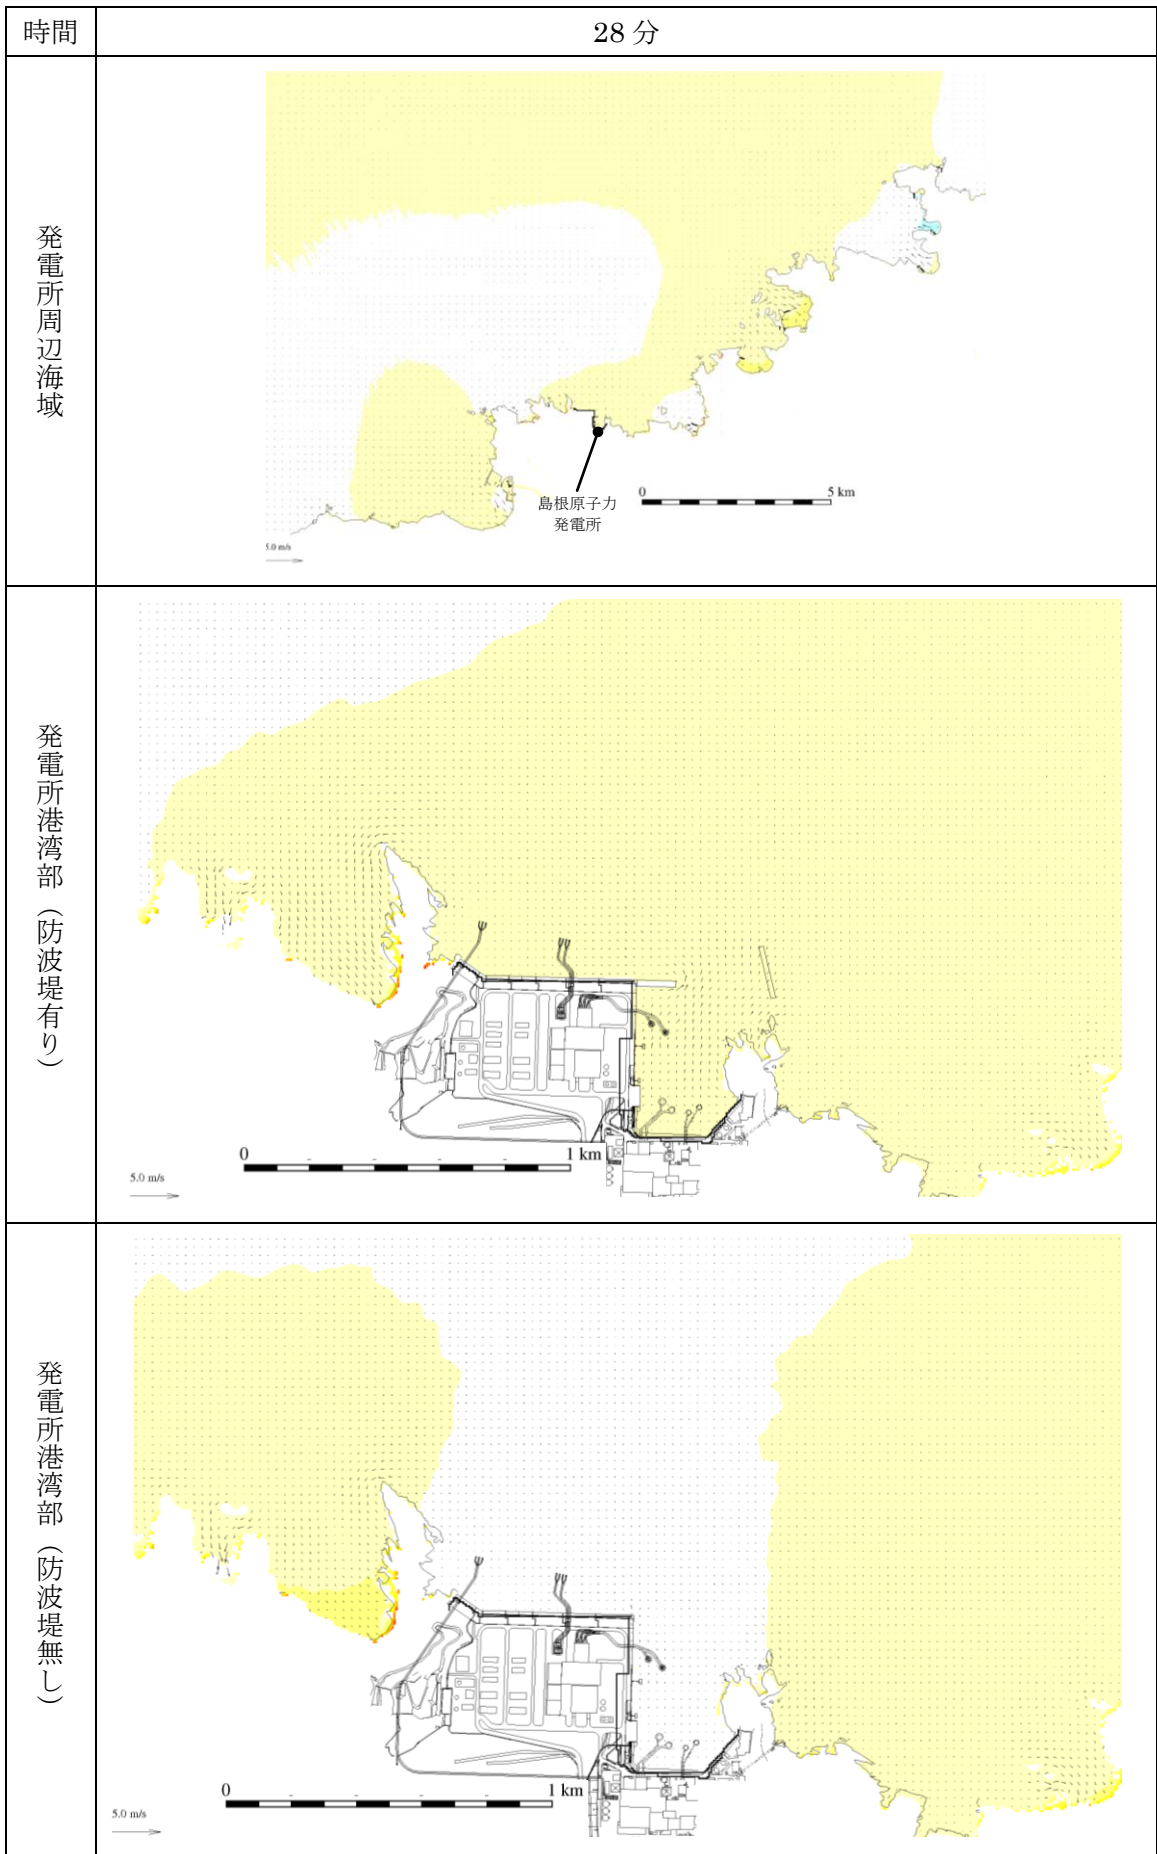 時間
28 分
発電所周辺海域
島根原子力
発電所
0
5 km
5.0 m/s
発電所港湾部（防波堤有り）
0
1 km
5.0 m/s
発電所港湾部（防波堤無し）
0
1 km
5.0 m/s